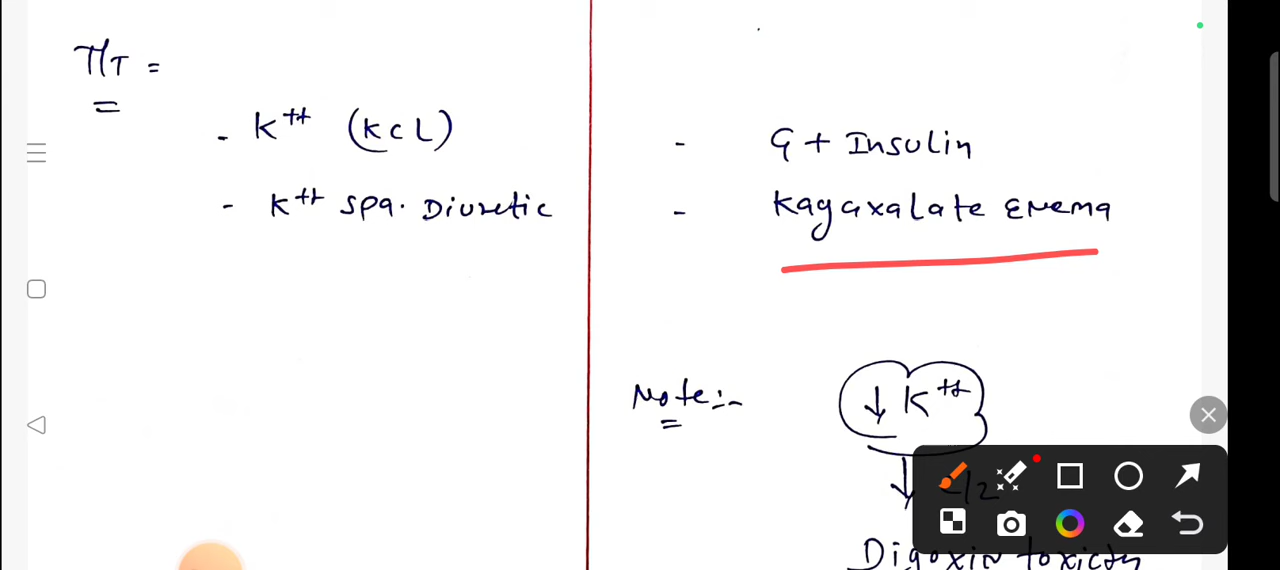 T/T =
- K++ (KCL)
- K++ spa. Diuretic
- G + Insulin
- Kayaxalate Enema
Note:-
↓ K++
↓
Digoxin toxicity